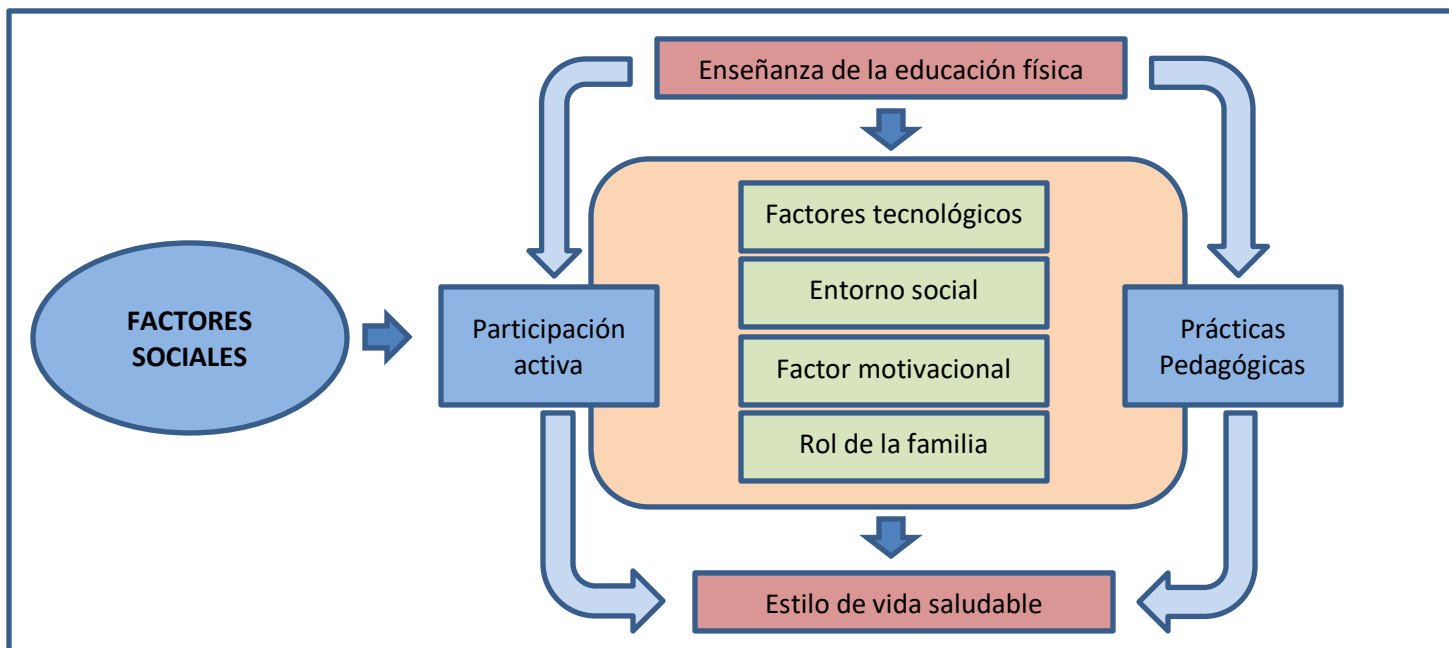 Enseñanza de la educación física
Factores tecnológicos
Entorno social
FACTORES
SOCIALES
Participación
activa
Prácticas
Pedagógicas
Factor motivacional
Rol de la familia
Estilo de vida saludable